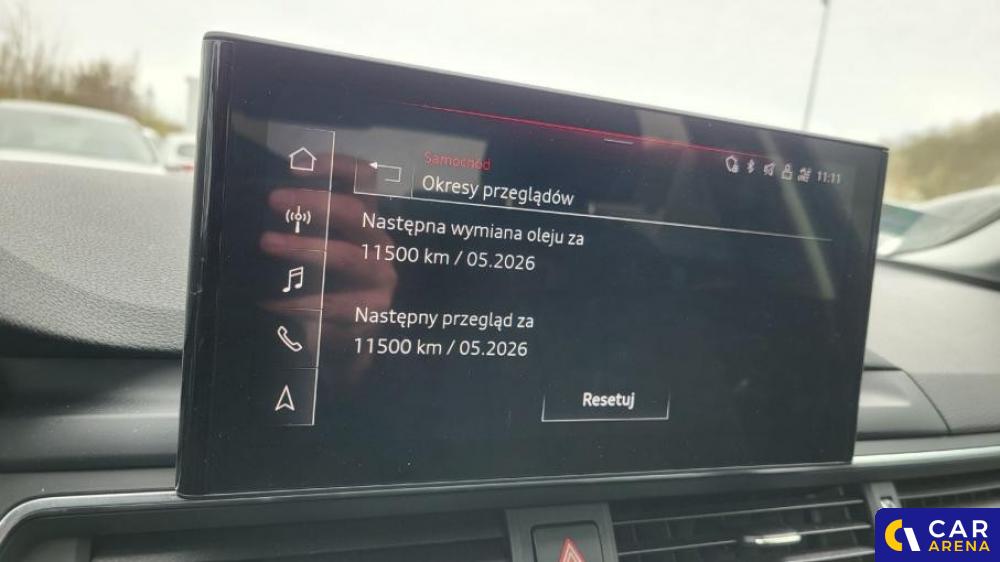 Samochód
Okresy przeglądów
11:11
Następna wymiana oleju za
11500 km / 05.2026
Następny przegląd za
11500 km / 05.2026
Resetuj
CAR
ARENA